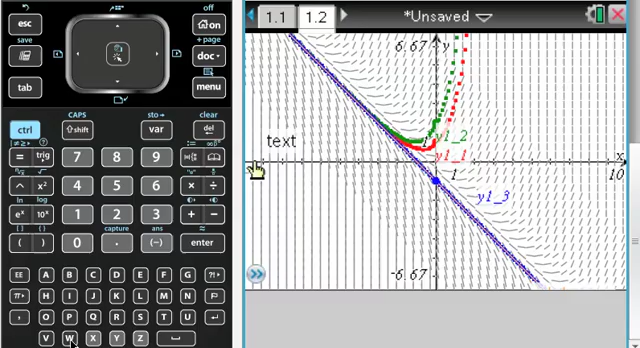 esc
off
on
save
+page
doc
tab
menu
ctrl
CAPS
shift
sto→
var
clear
del
= trig 7 8 9
^ x² 4 5 6 × ÷
ln log
eˣ 10ˣ 1 2 3 + −
capture ans
( ) 0 . (−) enter
EE A B C D E F G ?!
π H I J K L M N
, O P Q R S T U
V W X Y Z
1.1 1.2 *Unsaved
6.67 y
text
1
y1_2
y1_1
x
1
10
y1_3
-6.67